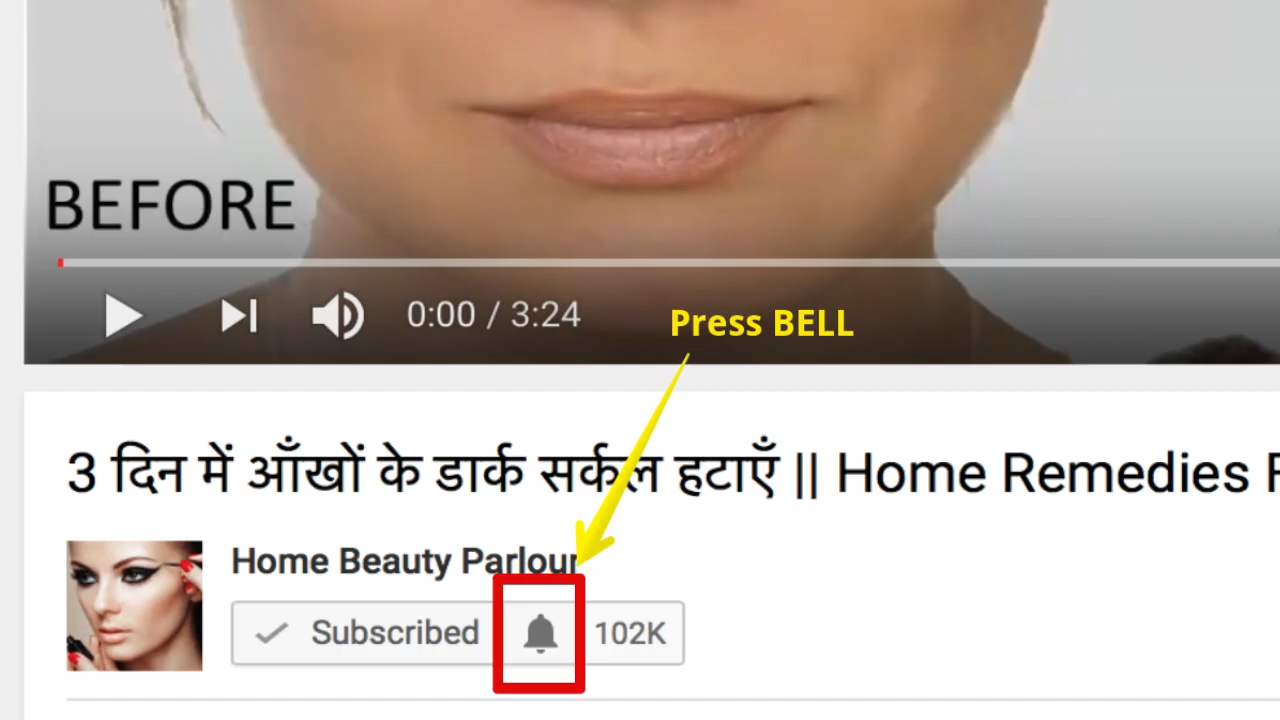 BEFORE
0:00 / 3:24
Press BELL
3 दिन में आँखों के डार्क सर्कल हटाएँ || Home Remedies
Home Beauty Parlour
Subscribed
102K